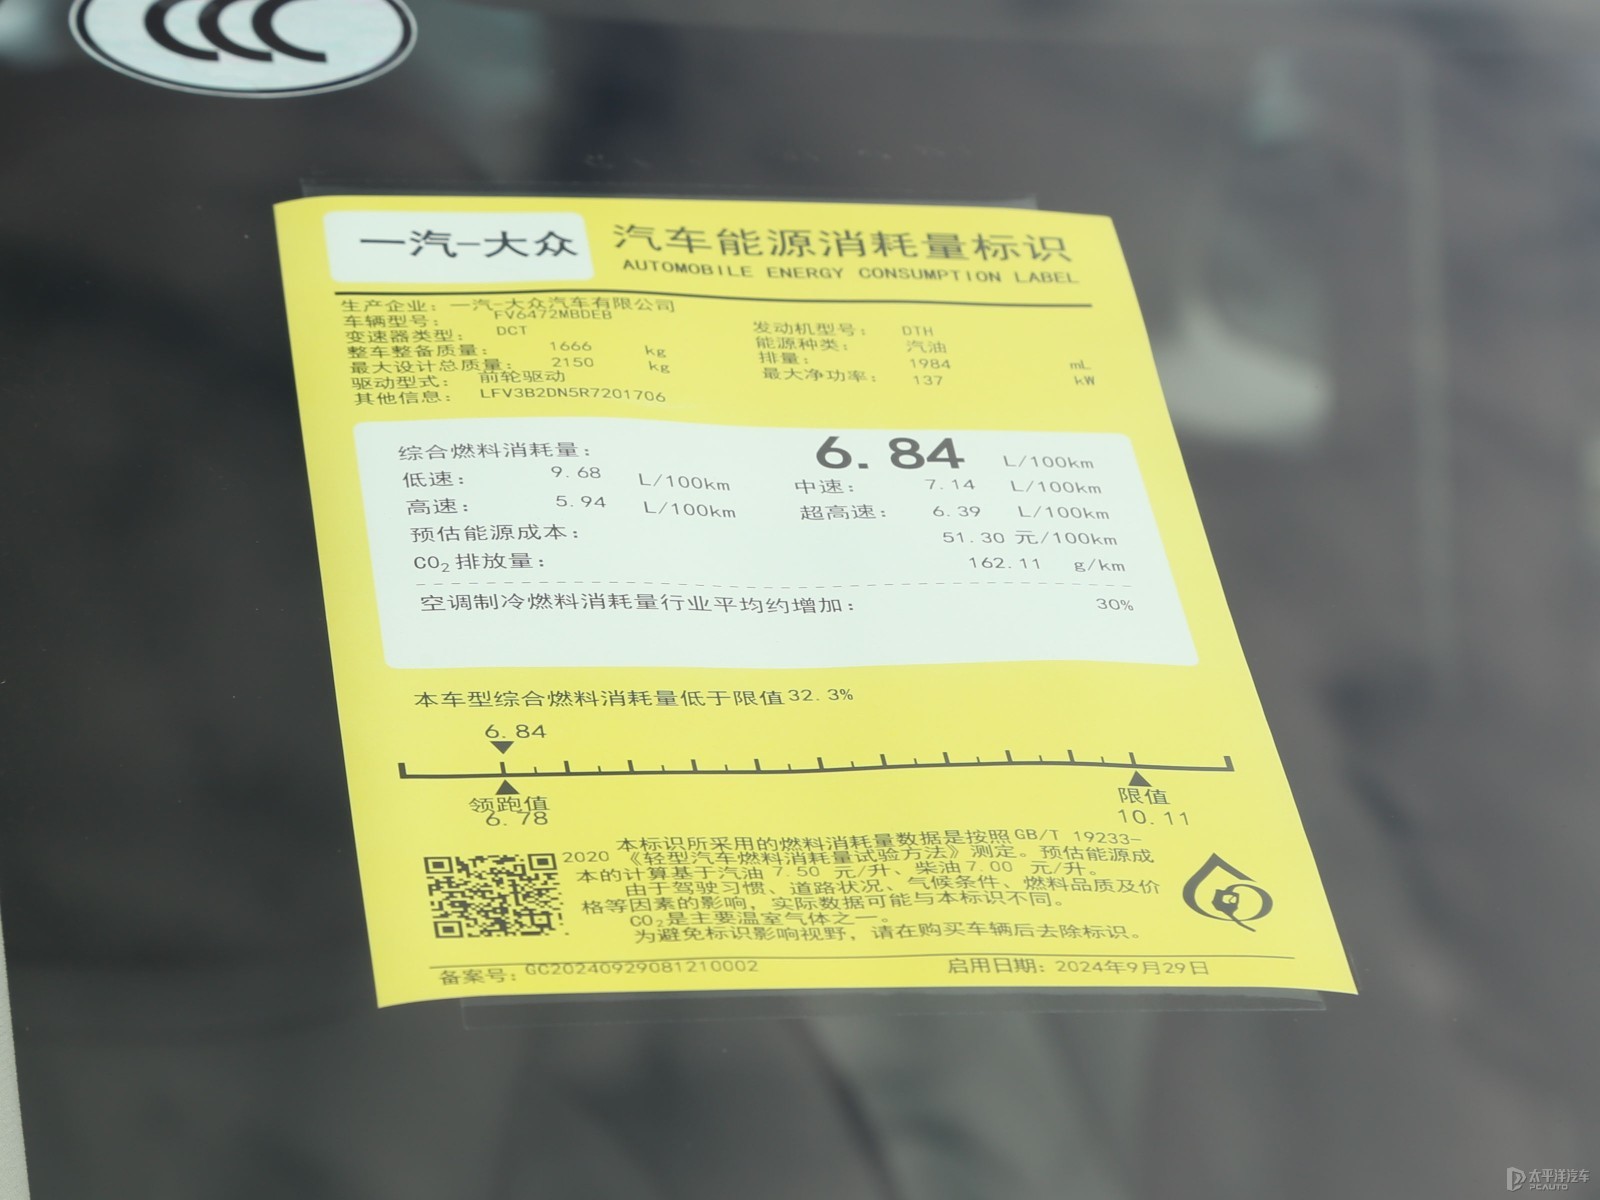 CCC
一汽-大众
汽车能源消耗量标识
AUTOMOBILE ENERGY CONSUMPTION LABEL
生产企业：一汽-大众汽车有限公司
车辆型号：FV6472MBDEB
变速器类型：DCT
发动机型号：DTH
整车整备质量：1666 kg
能源种类：汽油
最大设计总质量：2150 kg
排量：1984 mL
驱动型式：前轮驱动
最大净功率：137 kW
其他信息：LFV3B2DN5R7201706
综合燃料消耗量：6.84 L/100km
低速：9.68 L/100km 中速：7.14 L/100km
高速：5.94 L/100km 超高速：6.39 L/100km
预估能源成本：51.30 元/100km
CO₂排放量：162.11 g/km
空调制冷燃料消耗量行业平均约增加：30%
本车型综合燃料消耗量低于限值32.3%
6.84
领跑值
6.78
限值
10.11
本标识所采用的燃料消耗量数据是按照GB/T 19233-
2020《轻型汽车燃料消耗量试验方法》测定。预估能源成
本的计算基于汽油7.50 元/升、柴油7.00 元/升。
由于驾驶习惯、道路状况、气候条件、燃料品质及价
格等因素的影响，实际数据可能与本标识不同。
CO₂是主要温室气体之一。
为避免标识影响视野，请在购买车辆后去除标识。
备案号：GC20240929081210002 启用日期：2024年9月29日
太平洋汽车
PCAUTO